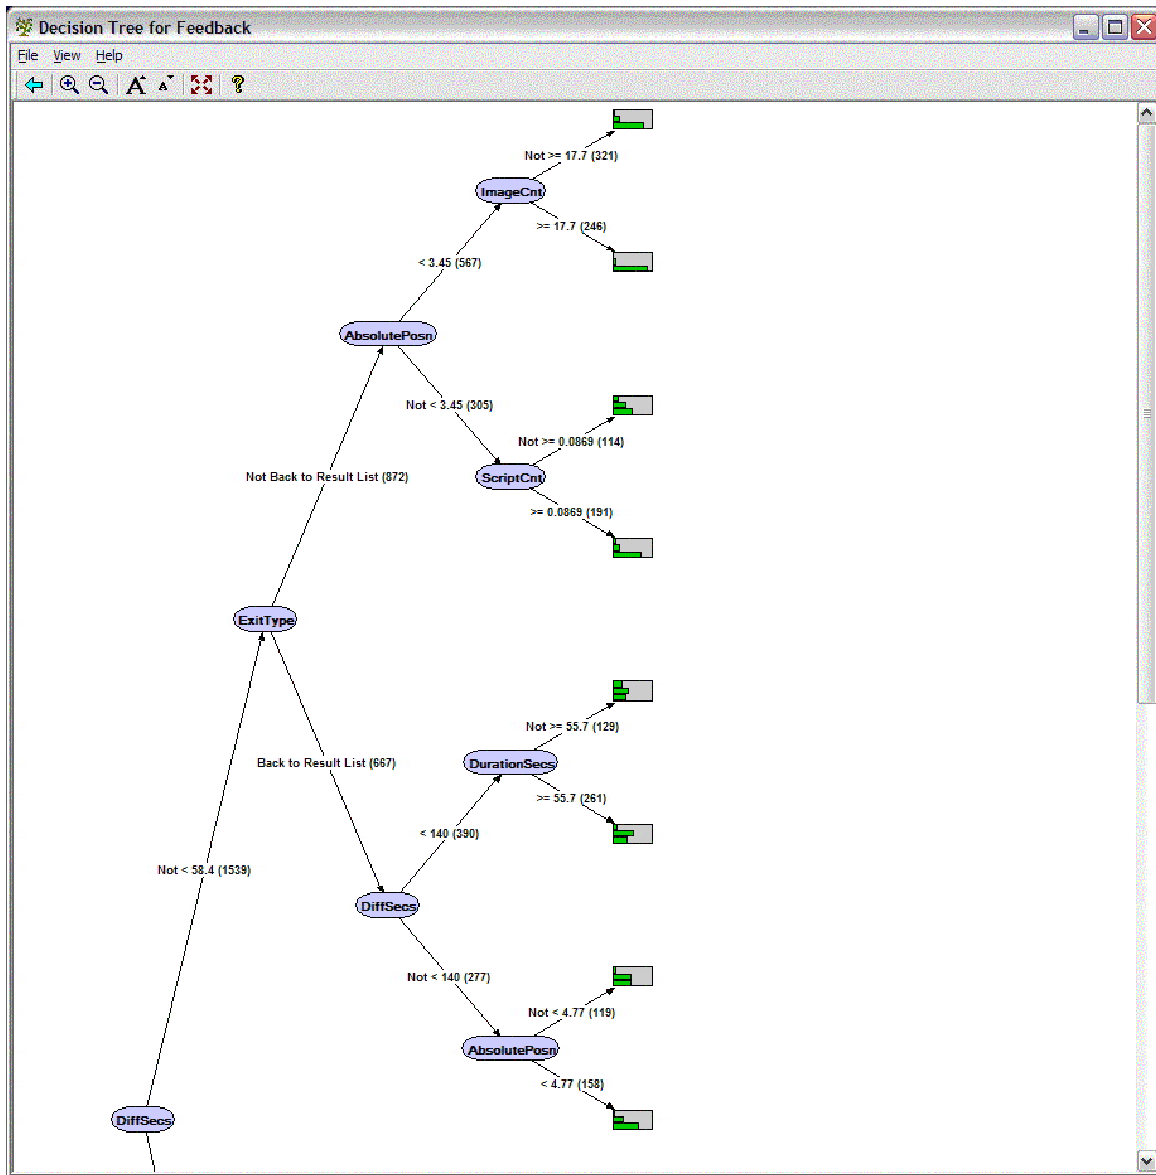 Decision Tree for Feedback
File View Help
A A ?
Not >= 17.7 (321)
ImageCnt
>= 17.7 (246)
< 3.45 (567)
AbsolutePosn
Not < 3.45 (305)
Not >= 0.0869 (114)
ScriptCnt
>= 0.0869 (191)
Not Back to Result List (872)
ExitType
Not >= 55.7 (129)
Back to Result List (667)
DurationSecs
>= 55.7 (261)
< 140 (390)
Not < 58.4 (1539)
DiffSecs
Not < 140 (277)
Not < 4.77 (119)
AbsolutePosn
< 4.77 (158)
DiffSecs